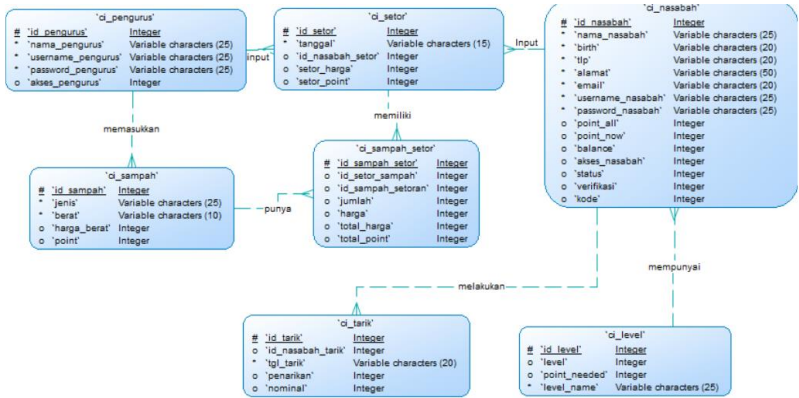 'ci_pengurus'
# 'id_pengurus' Integer
* 'nama_pengurus' Variable characters (25)
* 'username_pengurus' Variable characters (25)
* 'password_pengurus' Variable characters (25)
o 'akses_pengurus' Integer
input
'ci_setor'
# 'id_setor' Integer
* 'tanggal' Variable characters (15)
o 'id_nasabah_setor' Integer
o 'setor_harga' Integer
o 'setor_point' Integer
Input
'ci_nasabah'
# 'id_nasabah' Integer
* 'nama_nasabah' Variable characters (25)
* 'birth' Variable characters (20)
* 'tlp' Variable characters (20)
* 'alamat' Variable characters (50)
* 'email' Variable characters (20)
* 'username_nasabah' Variable characters (25)
* 'password_nasabah' Variable characters (25)
o 'point_all' Integer
o 'point_now' Integer
o 'balance' Integer
o 'akses_nasabah' Integer
o 'status' Integer
o 'verifikasi' Integer
o 'kode' Integer
memasukkan
memiliki
'ci_sampah'
# 'id_sampah' Integer
* 'jenis' Variable characters (25)
* 'berat' Variable characters (10)
o 'harga_berat' Integer
o 'point' Integer
punya
'ci_sampah_setor'
# 'id_sampah_setor' Integer
o 'id_setor_sampah' Integer
o 'id_sampah_setoran' Integer
o 'jumlah' Integer
o 'harga' Integer
o 'total_harga' Integer
o 'total_point' Integer
melakukan
mempunyai
'ci_tarik'
# 'id_tarik' Integer
o 'id_nasabah_tarik' Integer
* 'tgl_tarik' Variable characters (20)
o 'penarikan' Integer
o 'nominal' Integer
'ci_level'
# 'id_level' Integer
o 'level' Integer
o 'point_needed' Integer
* 'level_name' Variable characters (25)